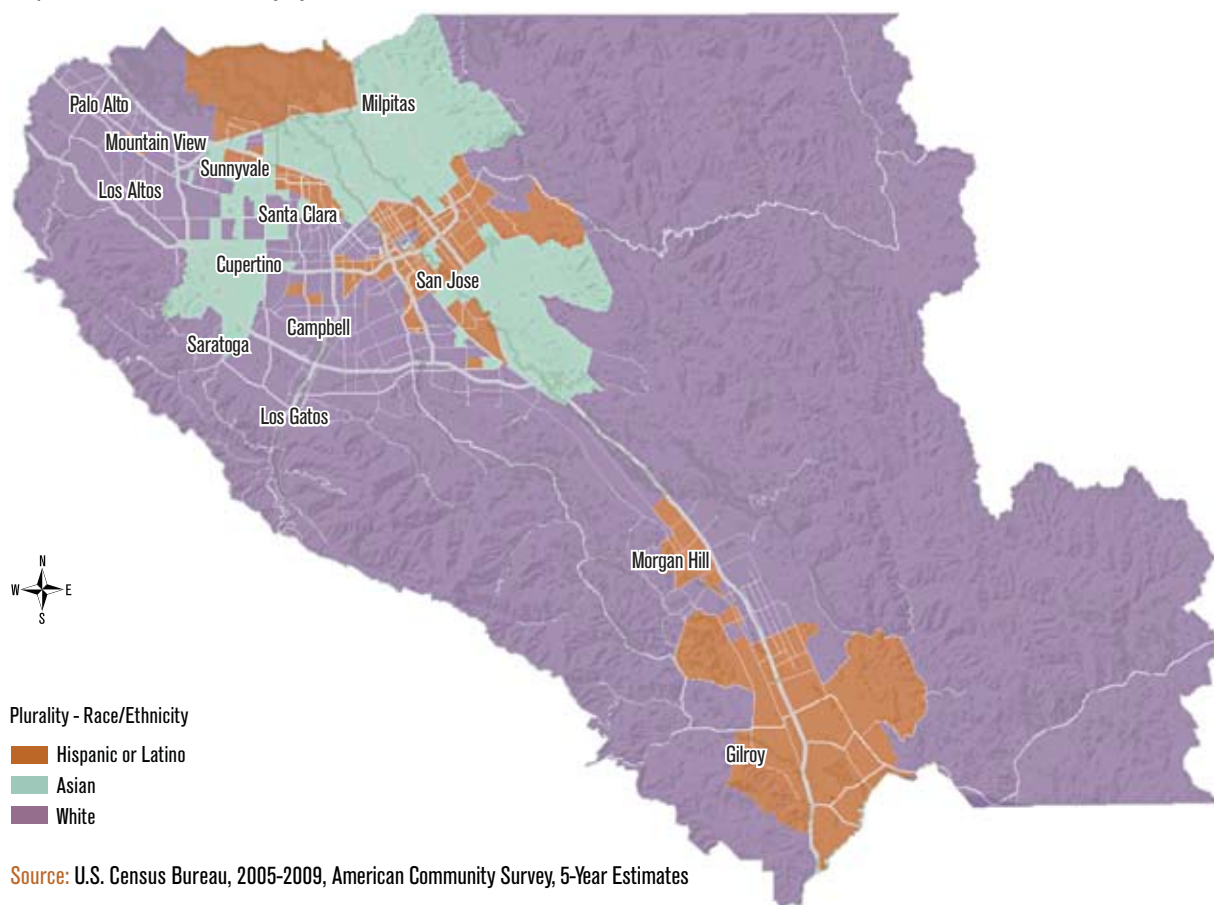 Palo Alto
Milpitas
Mountain View
Sunnyvale
Los Altos
Santa Clara
Cupertino
San Jose
Campbell
Saratoga
Los Gatos
Morgan Hill
Gilroy
N
W E
S
Plurality - Race/Ethnicity
Hispanic or Latino
Asian
White
Source: U.S. Census Bureau, 2005-2009, American Community Survey, 5-Year Estimates